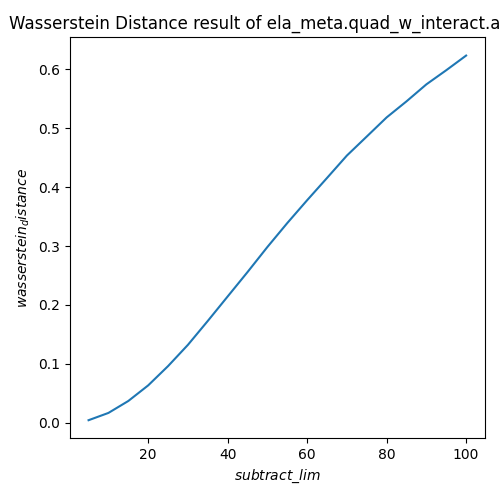 Wasserstein Distance result of ela_meta.quad_w_interact.a
0.6
0.5
0.4
0.3
0.2
0.1
0.0
wasserstein_distance
20 40 60 80 100
subtract_lim